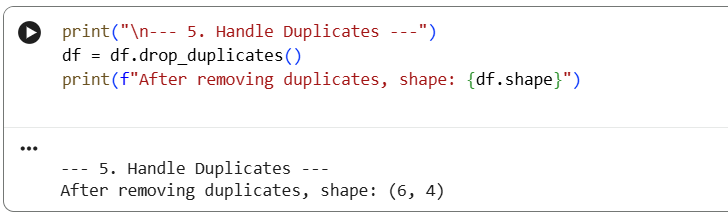 print("\n--- 5. Handle Duplicates ---")
df = df.drop_duplicates()
print(f"After removing duplicates, shape: {df.shape}")
--- 5. Handle Duplicates ---
After removing duplicates, shape: (6, 4)